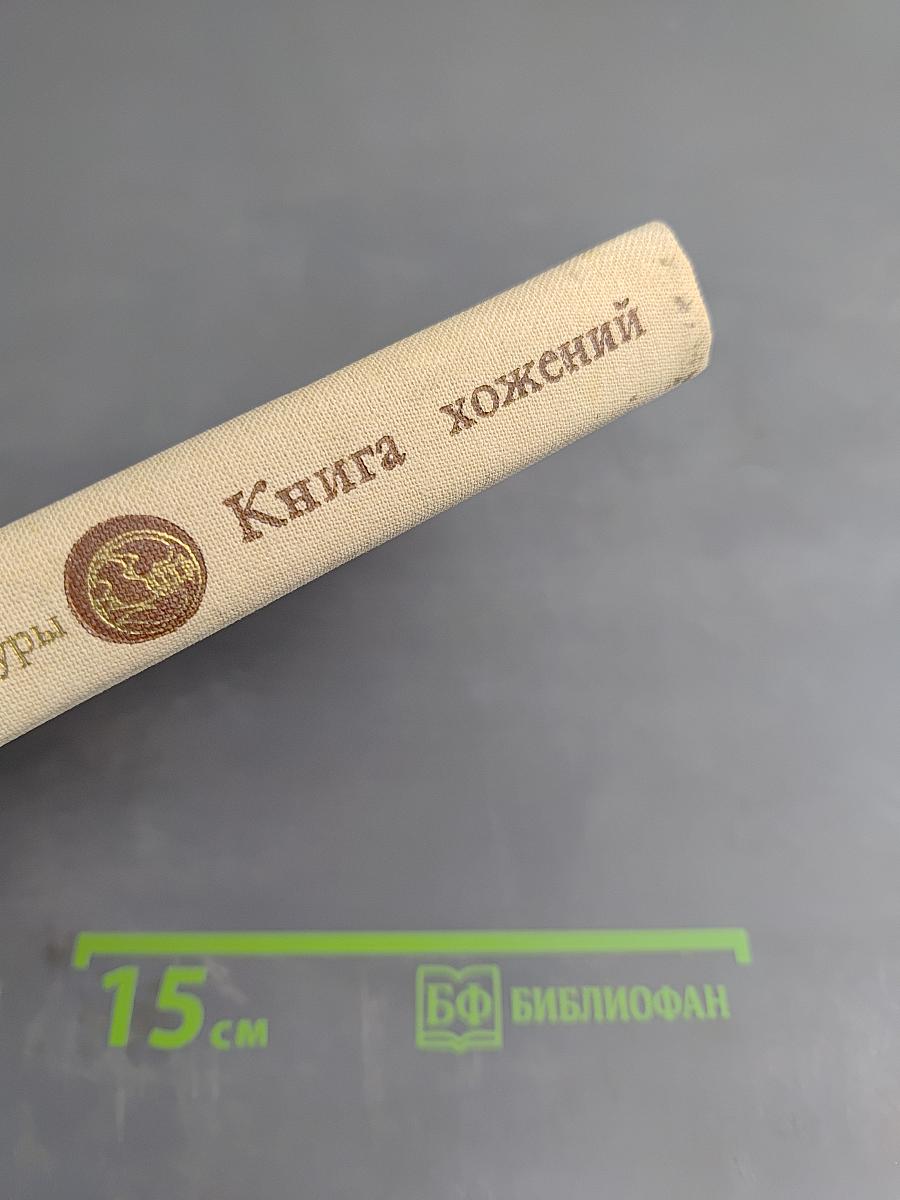 Книга хожений
уры
15 см
БФ БИБЛИОФАН